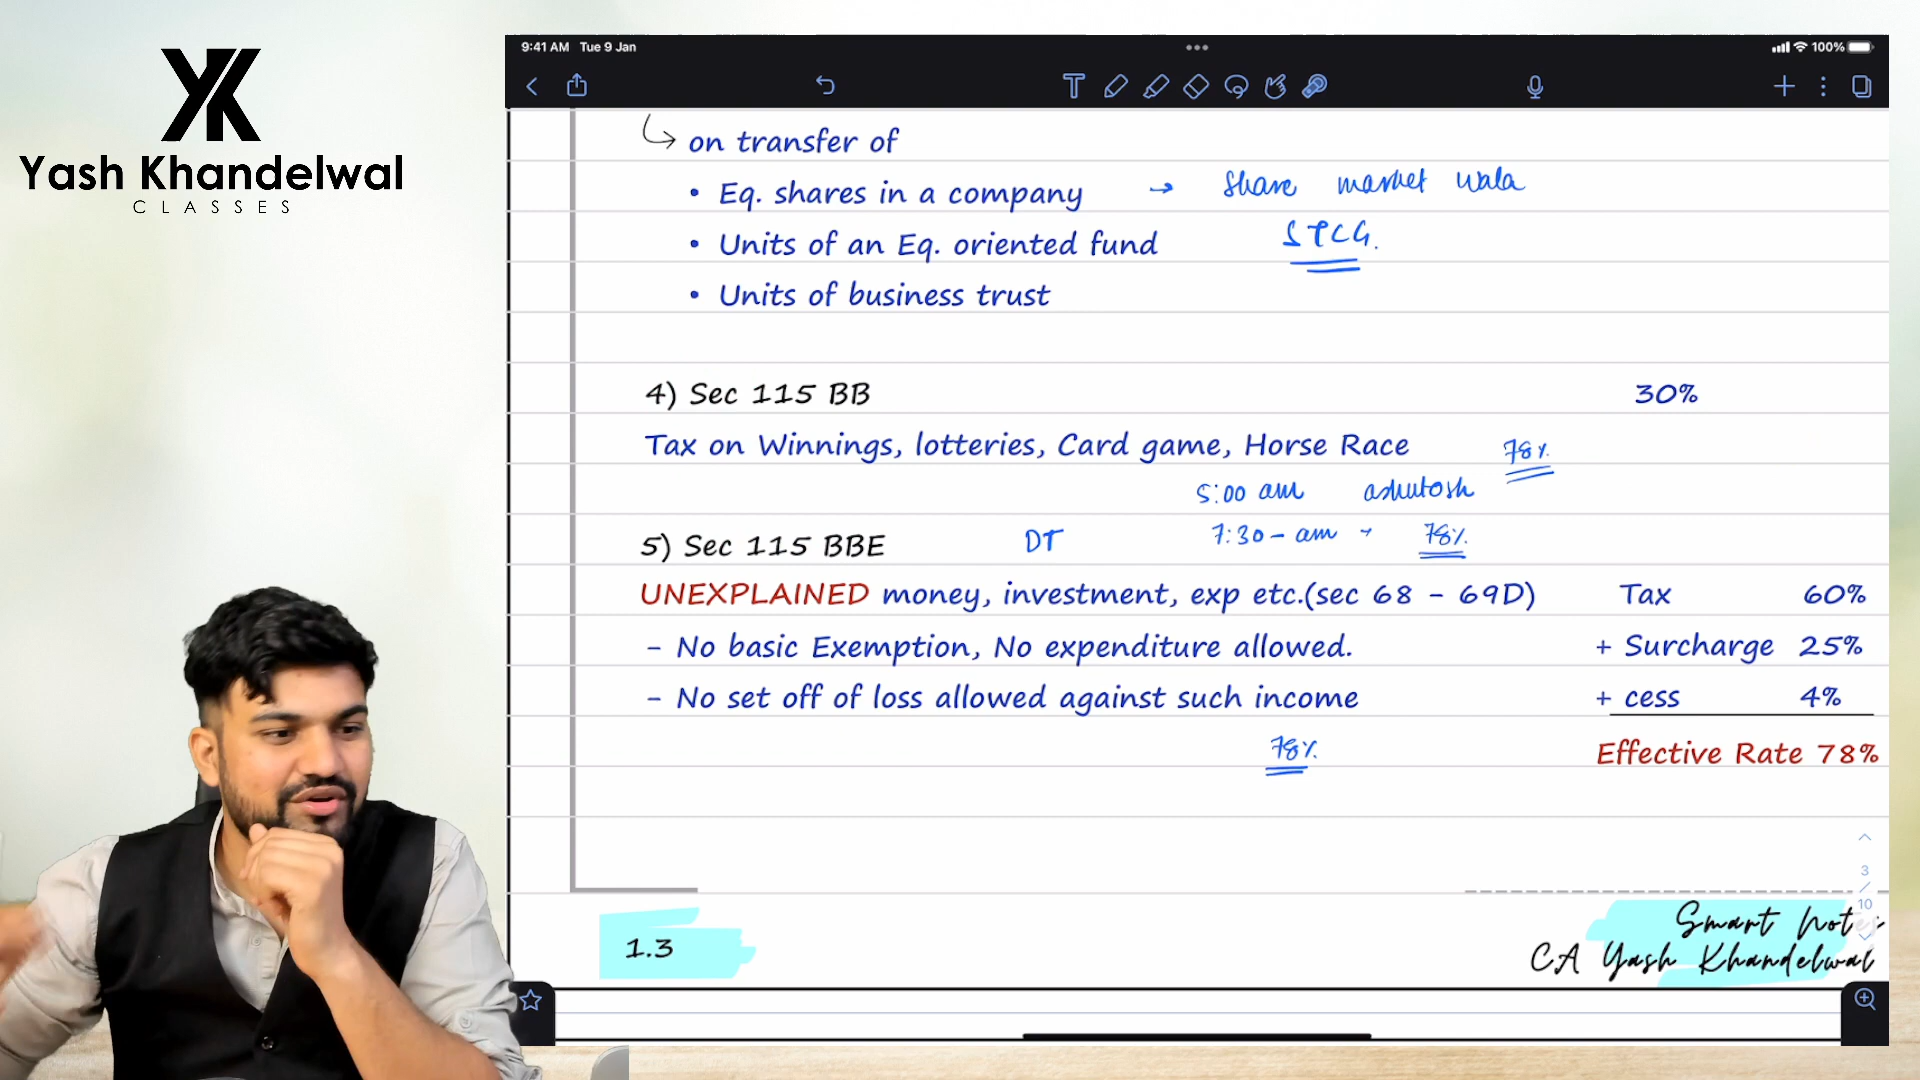 YK
Yash Khandelwal
CLASSES
9:41 AM Tue 9 Jan
100%
on transfer of
• Eq. shares in a company → Share market wala
• Units of an Eq. oriented fund STCG.
• Units of business trust
4) Sec 115 BB 30%
Tax on Winnings, lotteries, Card game, Horse Race 78%
5:00 am ashutosh
5) Sec 115 BBE DT 7:30 - am → 78%
UNEXPLAINED money, investment, exp etc.(sec 68 - 69D) Tax 60%
- No basic Exemption, No expenditure allowed. + Surcharge 25%
- No set off of loss allowed against such income + cess 4%
78% Effective Rate 78%
3
/
10
1.3
Smart Notes
CA Yash Khandelwal